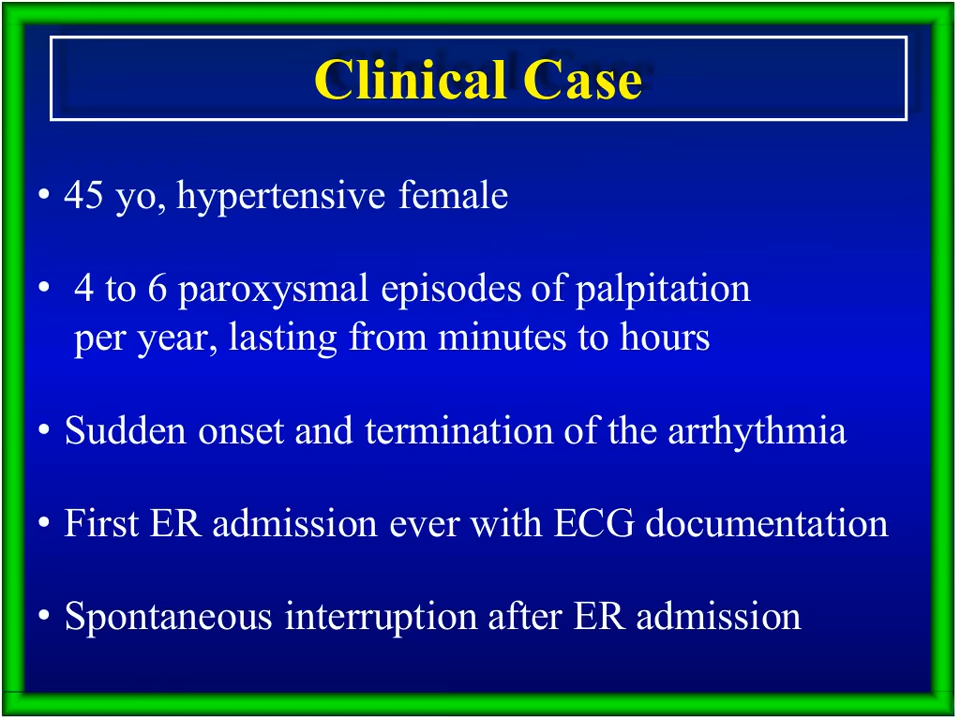 Clinical Case
• 45 yo, hypertensive female
• 4 to 6 paroxysmal episodes of palpitation
per year, lasting from minutes to hours
• Sudden onset and termination of the arrhythmia
• First ER admission ever with ECG documentation
• Spontaneous interruption after ER admission